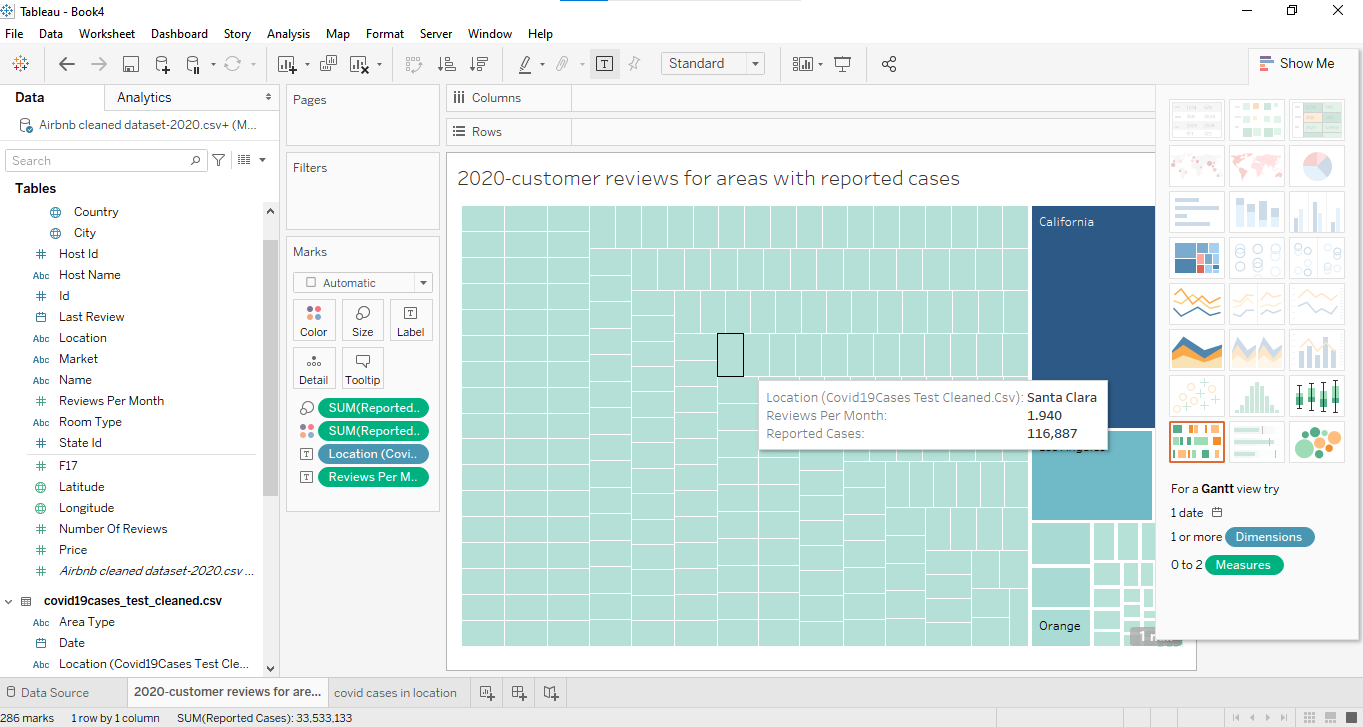 Tableau - Book4
File Data Worksheet Dashboard Story Analysis Map Format Server Window Help
Standard
Show Me
Data Analytics
Airbnb cleaned dataset-2020.csv+ (M...
Search
Tables
Country
City
Host Id
Abc Host Name
Id
Last Review
Abc Location
Abc Market
Abc Name
Reviews Per Month
Abc Room Type
State Id
F17
Latitude
Longitude
Number Of Reviews
Price
Airbnb cleaned dataset-2020.csv ...
covid19cases_test_cleaned.csv
Abc Area Type
Date
Abc Location (Covid19Cases Test Cle...
Pages
Filters
Marks
Automatic
Color Size Label
Detail Tooltip
SUM(Reported..
SUM(Reported..
Location (Covi..
Reviews Per M..
Columns
Rows
2020-customer reviews for areas with reported cases
California
Location (Covid19Cases Test Cleaned.Csv): Santa Clara
Reviews Per Month: 1.940
Reported Cases: 116,887
Orange
For a Gantt view try
1 date
1 or more Dimensions
0 to 2 Measures
Data Source 2020-customer reviews for are... covid cases in location
286 marks 1 row by 1 column SUM(Reported Cases): 33,533,133